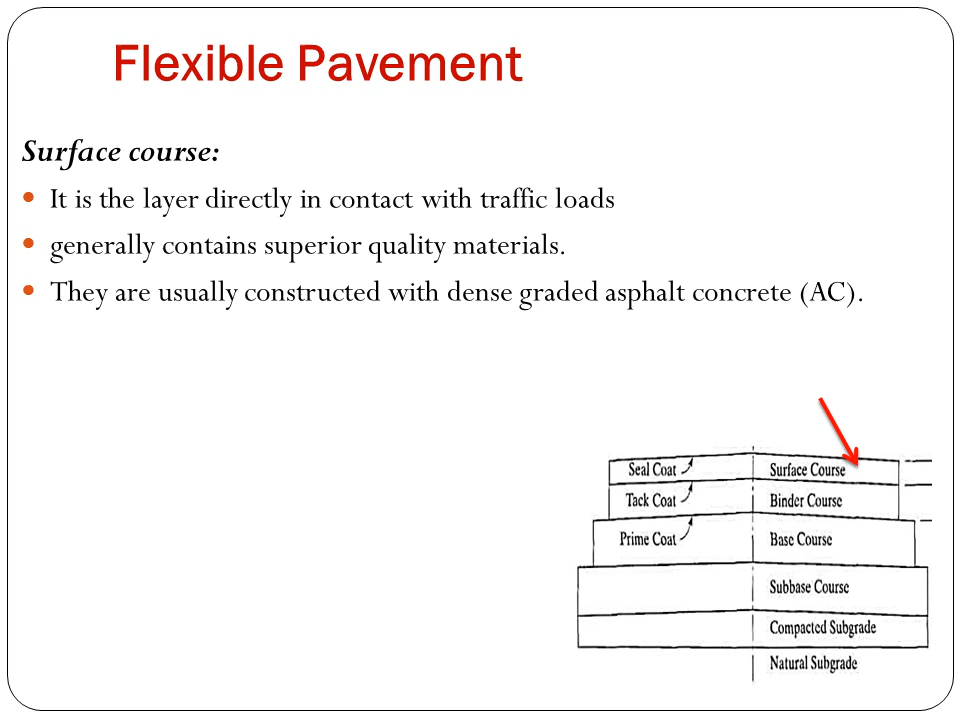 Flexible Pavement
Surface course:
It is the layer directly in contact with traffic loads
generally contains superior quality materials.
They are usually constructed with dense graded asphalt concrete (AC).
Seal Coat Surface Course
Tack Coat Binder Course
Prime Coat Base Course
Subbase Course
Compacted Subgrade
Natural Subgrade